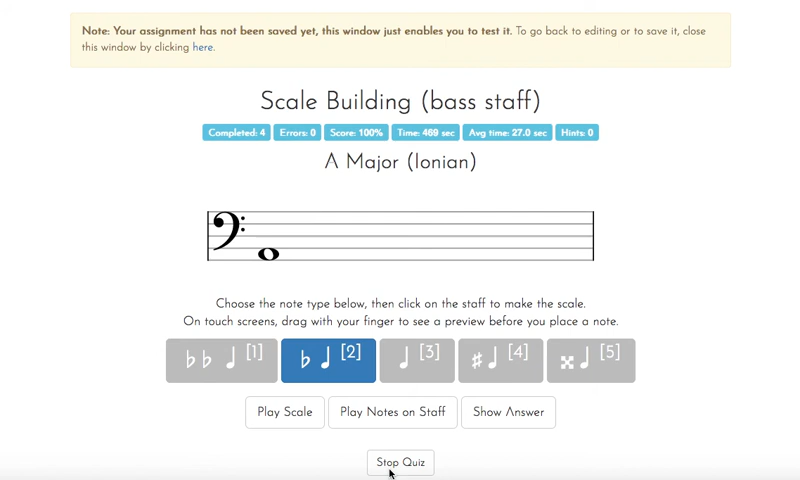 Note: Your assignment has not been saved yet, this window just enables you to test it. To go back to editing or to save it, close
this window by clicking here.
Scale Building (bass staff)
Completed: 4 Errors: 0 Score: 100% Time: 469 sec Avg time: 27.0 sec Hints: 0
A Major (Ionian)
Choose the note type below, then click on the staff to make the scale.
On touch screens, drag with your finger to see a preview before you place a note.
[1] [2] [3] [4] [5]
Play Scale Play Notes on Staff Show Answer
Stop Quiz